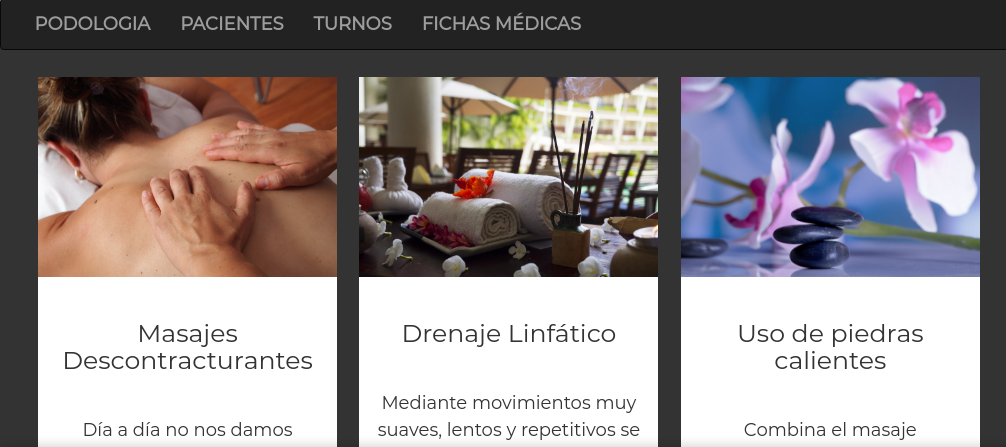 PODOLOGIA PACIENTES TURNOS FICHAS MÉDICAS
Masajes
Descontracturantes
Día a día no nos damos
Drenaje Linfático
Mediante movimientos muy
suaves, lentos y repetitivos se
Uso de piedras
calientes
Combina el masaje